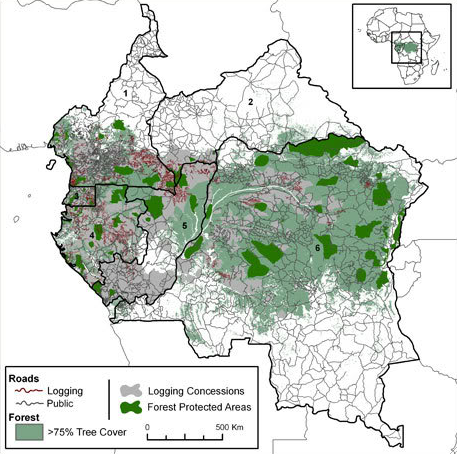 1
2
4
5
6
Roads
Logging
Public
Forest
>75% Tree Cover
Logging Concessions
Forest Protected Areas
0 500 Km